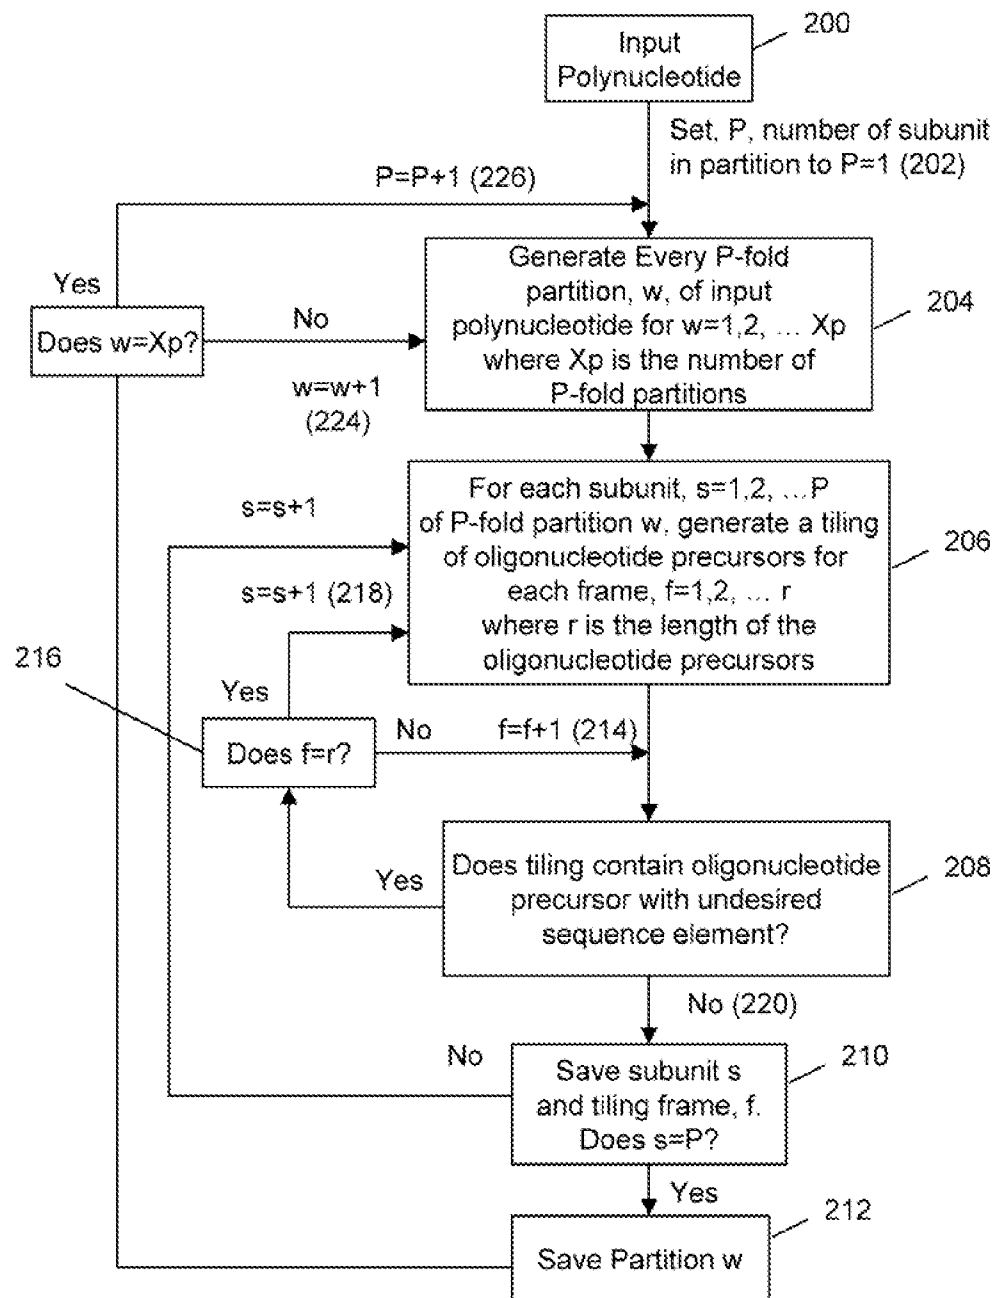 200
Input
Polynucleotide
Set, P, number of subunit
in partition to P=1 (202)
P=P+1 (226)
Yes
Does w=Xp?
No
w=w+1
(224)
Generate Every P-fold
partition, w, of input
polynucleotide for w=1,2, ... Xp
where Xp is the number of
P-fold partitions
204
s=s+1
s=s+1 (218)
For each subunit, s=1,2, ...P
of P-fold partition w, generate a tiling
of oligonucleotide precursors for
each frame, f=1,2, ... r
where r is the length of the
oligonucleotide precursors
206
216
Yes
Does f=r?
No
f=f+1 (214)
Yes
Does tiling contain oligonucleotide
precursor with undesired
sequence element?
208
No (220)
No
Save subunit s
and tiling frame, f.
Does s=P?
210
Yes
Save Partition w
212